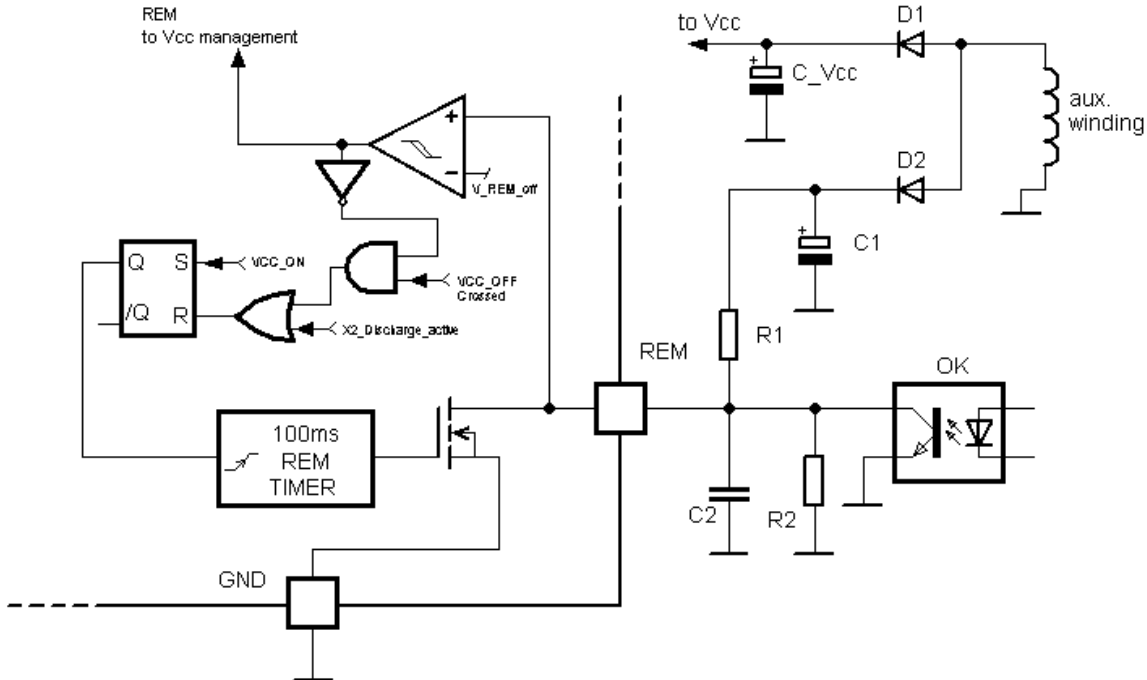 REM
to Vcc management
to Vcc
D1
+
C_Vcc
aux.
winding
+
-
V_REM_off
D2
+
C1
Q
S
VCC_ON
VCC_OFF
Crossed
/Q
R
X2_Discharge_active
R1
REM
OK
100ms
REM
TIMER
C2
R2
GND